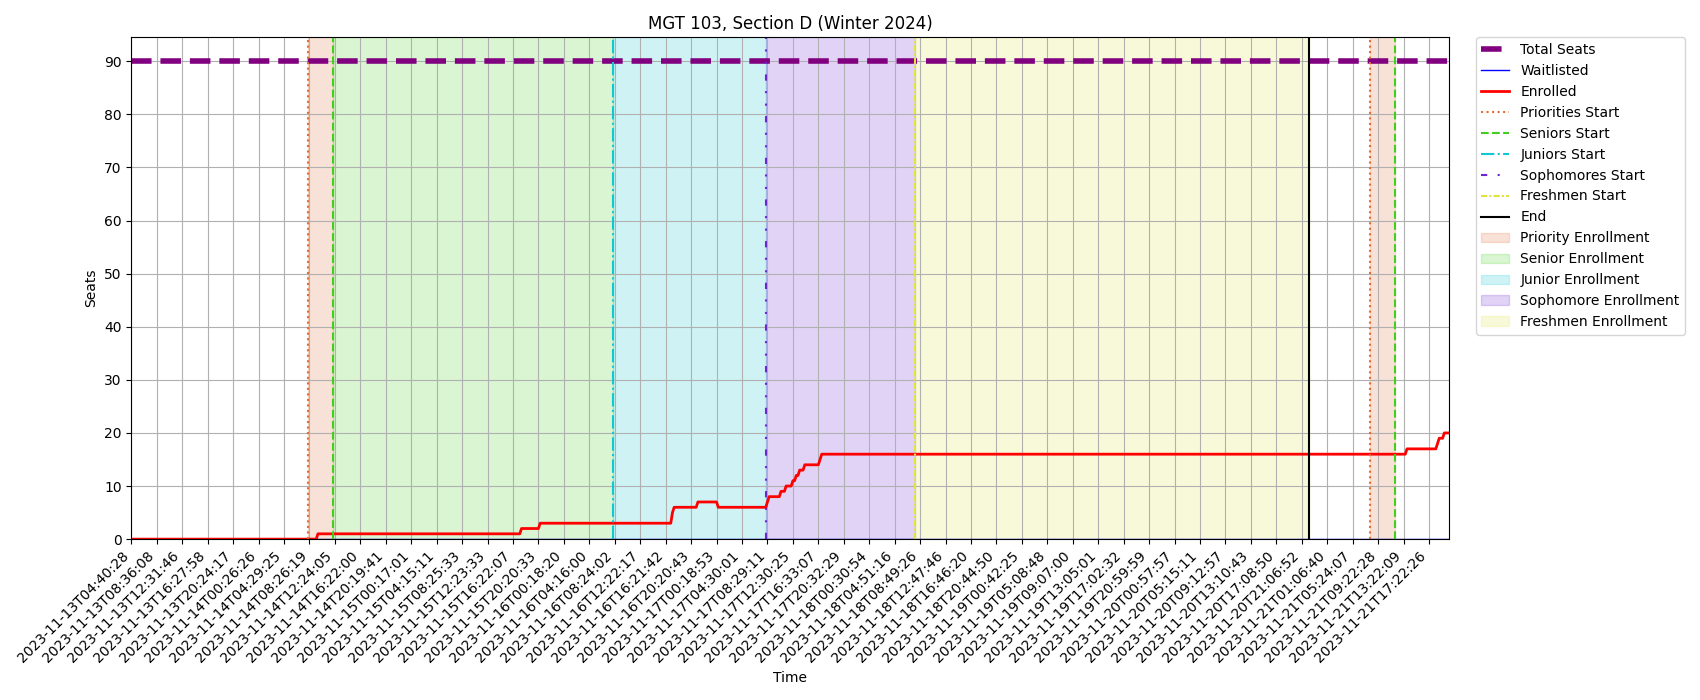 MGT 103, Section D (Winter 2024)
Seats
90
80
70
60
50
40
30
20
10
0
2023-11-13T04:40:28
2023-11-13T08:36:08
2023-11-13T12:31:46
2023-11-13T16:27:58
2023-11-13T20:24:17
2023-11-14T00:26:26
2023-11-14T04:29:25
2023-11-14T08:26:19
2023-11-14T12:24:05
2023-11-14T16:22:00
2023-11-14T20:19:41
2023-11-15T00:17:01
2023-11-15T04:15:11
2023-11-15T08:25:33
2023-11-15T12:23:33
2023-11-15T16:22:07
2023-11-15T20:20:33
2023-11-16T00:18:20
2023-11-16T04:16:00
2023-11-16T08:24:02
2023-11-16T12:22:17
2023-11-16T16:21:42
2023-11-16T20:20:43
2023-11-17T00:18:53
2023-11-17T04:30:01
2023-11-17T08:29:11
2023-11-17T12:30:25
2023-11-17T16:33:07
2023-11-17T20:32:29
2023-11-18T00:30:54
2023-11-18T04:51:16
2023-11-18T08:49:26
2023-11-18T12:47:46
2023-11-18T16:46:20
2023-11-18T20:44:50
2023-11-19T00:42:25
2023-11-19T05:08:48
2023-11-19T09:07:00
2023-11-19T13:05:01
2023-11-19T17:02:32
2023-11-19T20:59:59
2023-11-20T00:57:57
2023-11-20T05:15:11
2023-11-20T09:12:57
2023-11-20T13:10:43
2023-11-20T17:08:50
2023-11-20T21:06:52
2023-11-21T01:06:40
2023-11-21T05:24:07
2023-11-21T09:22:28
2023-11-21T13:22:09
2023-11-21T17:22:26
Time
Total Seats
Waitlisted
Enrolled
Priorities Start
Seniors Start
Juniors Start
Sophomores Start
Freshmen Start
End
Priority Enrollment
Senior Enrollment
Junior Enrollment
Sophomore Enrollment
Freshmen Enrollment